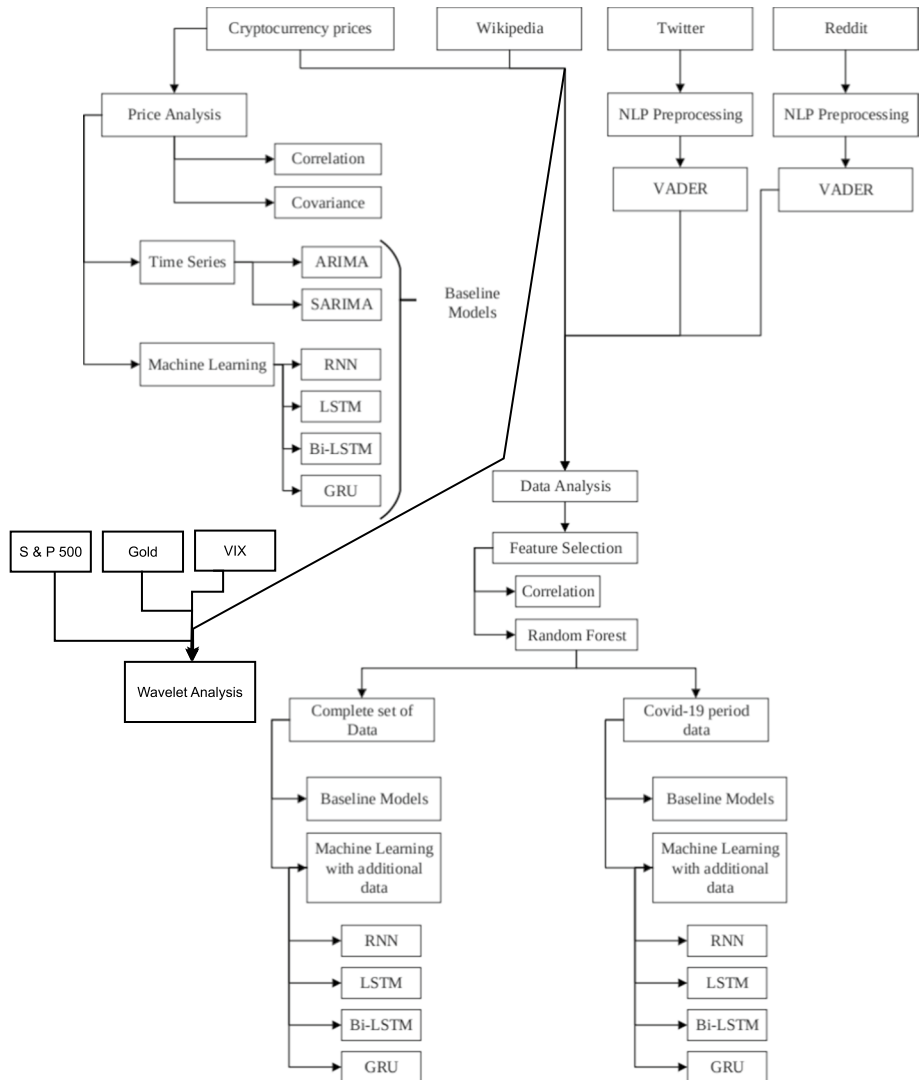 Cryptocurrency prices
Wikipedia
Twitter
Reddit
Price Analysis
NLP Preprocessing
NLP Preprocessing
Correlation
VADER
VADER
Covariance
Time Series
ARIMA
SARIMA
Baseline
Models
Machine Learning
RNN
LSTM
Bi-LSTM
GRU
Data Analysis
S & P 500
Gold
VIX
Feature Selection
Correlation
Random Forest
Wavelet Analysis
Complete set of
Data
Covid-19 period
data
Baseline Models
Baseline Models
Machine Learning
with additional
data
Machine Learning
with additional
data
RNN
RNN
LSTM
LSTM
Bi-LSTM
Bi-LSTM
GRU
GRU